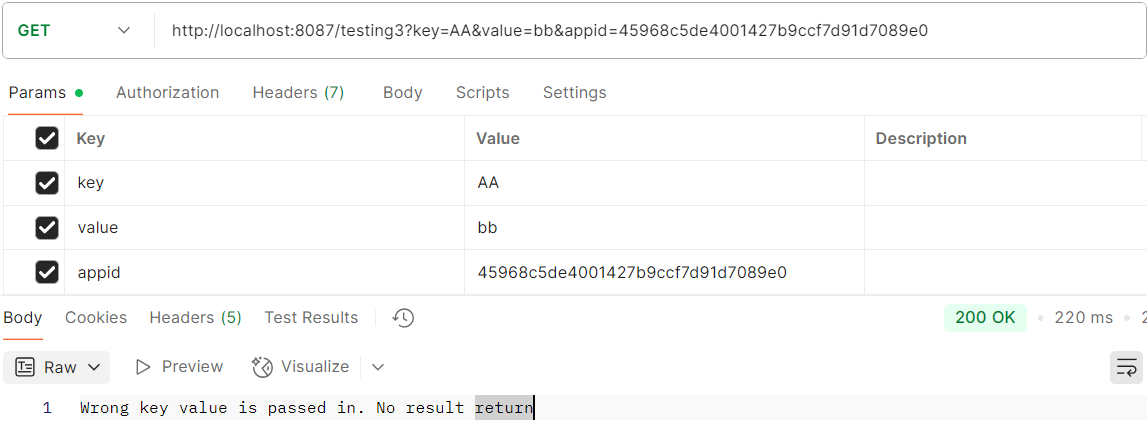 GET http://localhost:8087/testing3?key=AA&value=bb&appid=45968c5de4001427b9ccf7d91d7089e0
Params Authorization Headers (7) Body Scripts Settings
Key Value Description
key AA
value bb
appid 45968c5de4001427b9ccf7d91d7089e0
Body Cookies Headers (5) Test Results 200 OK 220 ms
Raw Preview Visualize
1 Wrong key value is passed in. No result return